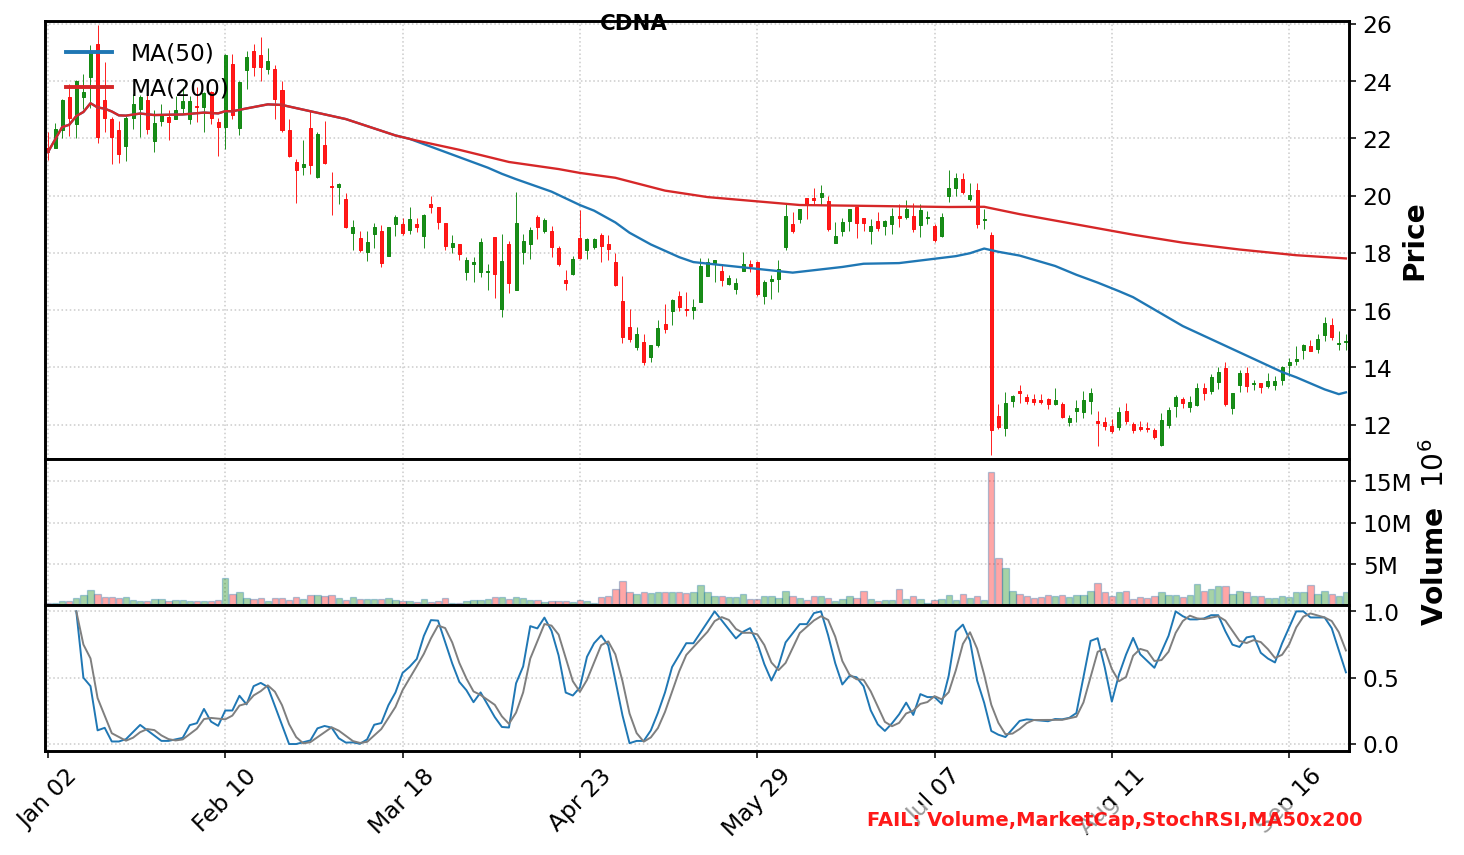 CDNA
MA(50)
MA(200)
26
24
22
20
18
16
14
12
Price
15M
10M
5M
Volume 10^6
1.0
0.5
0.0
Jan 02
Feb 10
Mar 18
Apr 23
May 29
Jul 07
Aug 11
Sep 16
FAIL: Volume,MarketCap,StochRSI,MA50x200